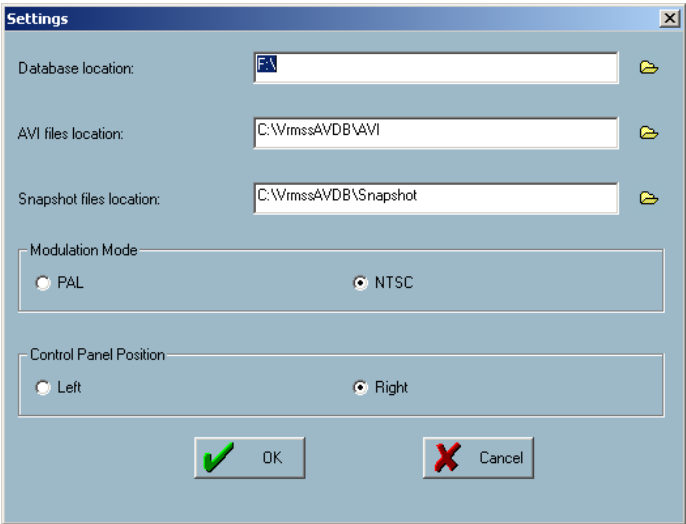 Settings
Database location: F:\
AVI files location: C:\VrmssAVDB\AVI
Snapshot files location: C:\VrmssAVDB\Snapshot
Modulation Mode
PAL NTSC
Control Panel Position
Left Right
OK Cancel